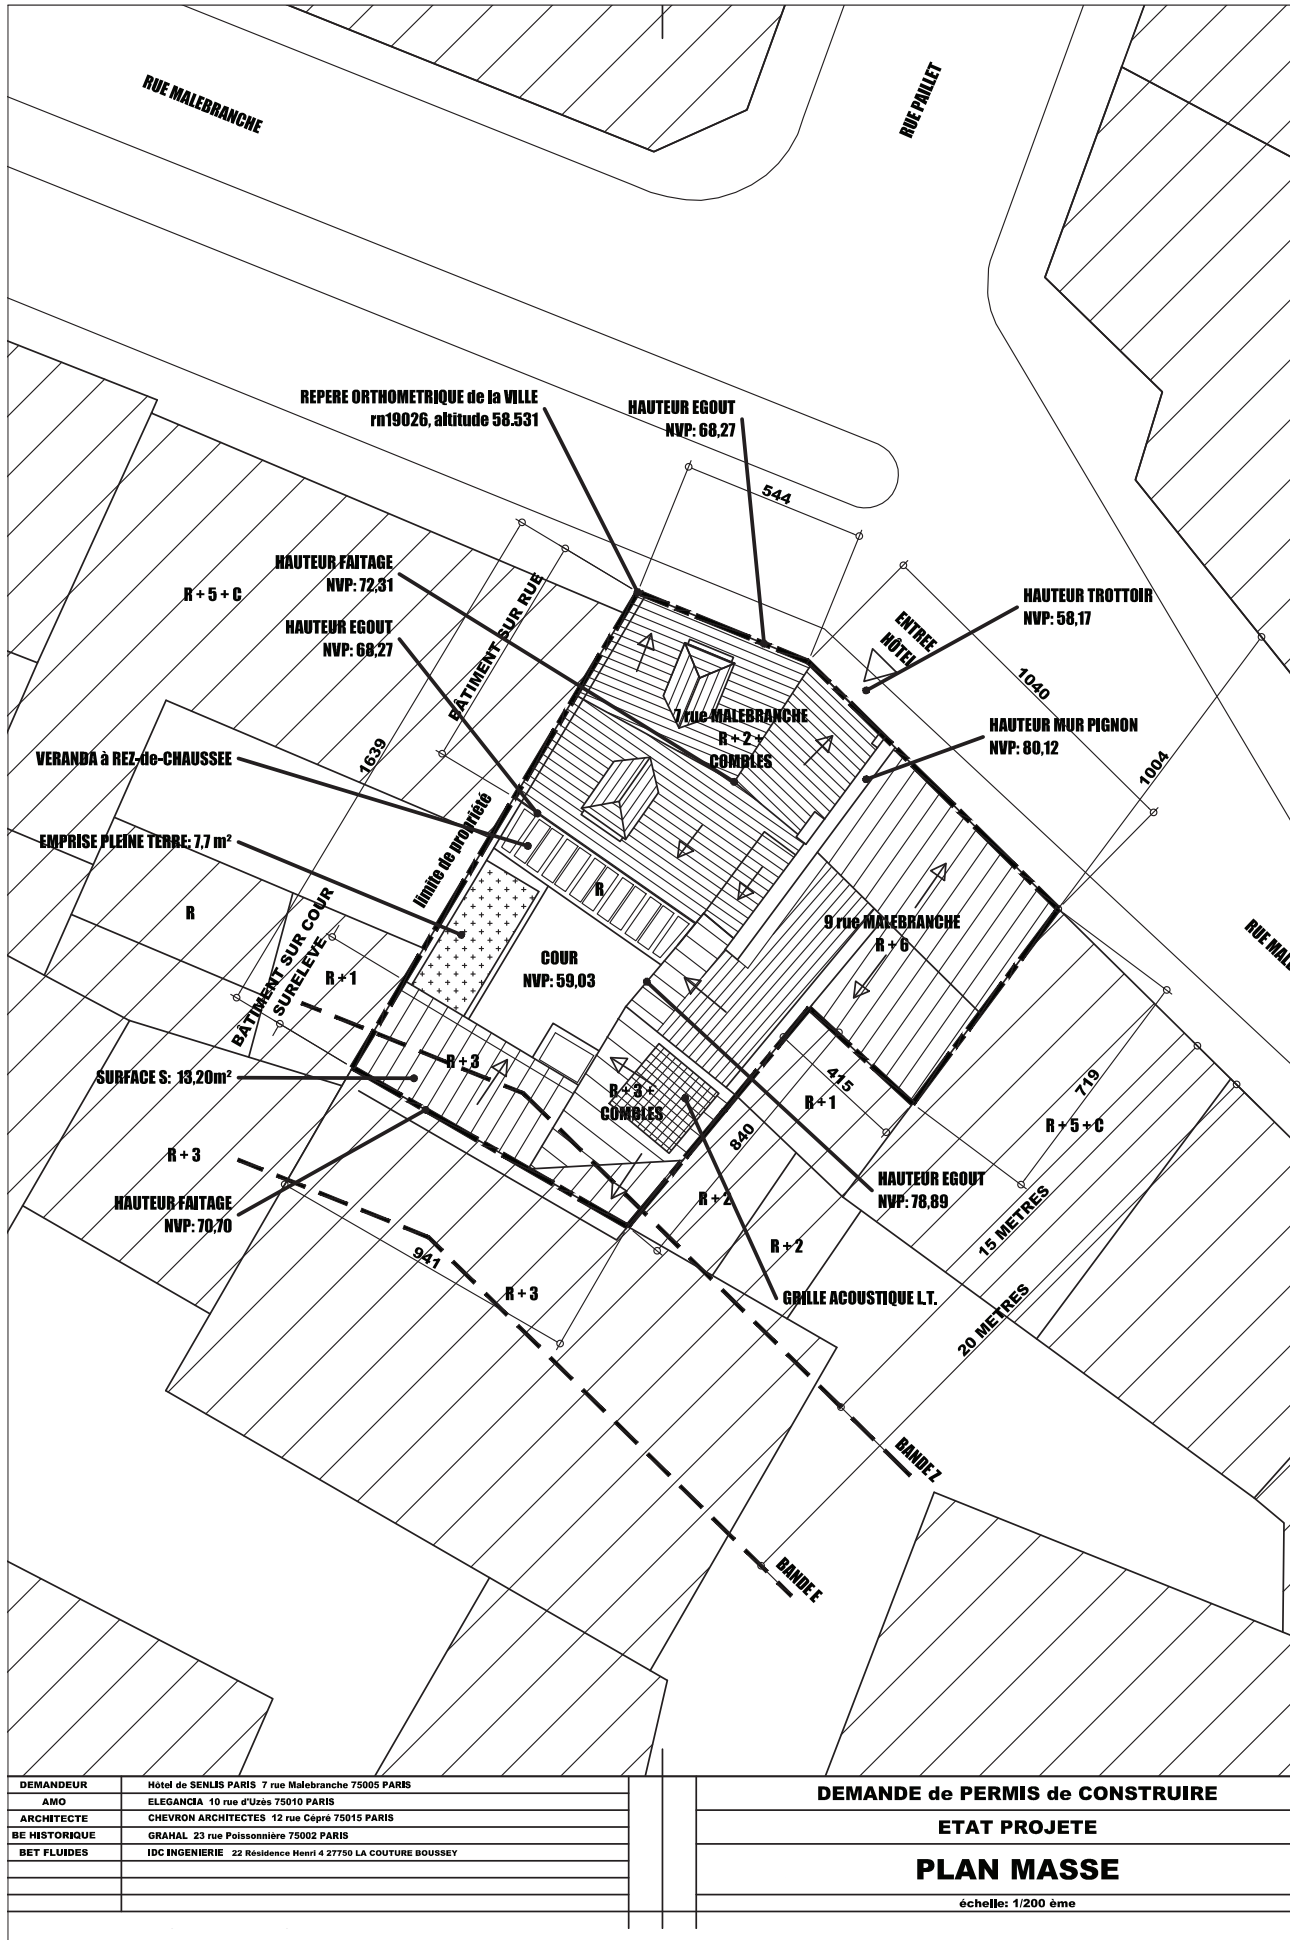 RUE MALEBRANCHE
RUE PAILLET
REPERE ORTHOMETRIQUE de la VILLE
rn19026, altitude 58.531
HAUTEUR EGOUT
NVP: 68,27
544
HAUTEUR FAITAGE
NVP: 72,31
R + 5 + C
HAUTEUR EGOUT
NVP: 68,27
BÂTIMENT SUR RUE
ENTREE
HÔTEL
HAUTEUR TROTTOIR
NVP: 58,17
1040
7 rue MALEBRANCHE
R + 2 +
COMBLES
HAUTEUR MUR PIGNON
NVP: 80,12
1639
1004
VERANDA à REZ-de-CHAUSSEE
EMPRISE PLEINE TERRE: 7,7 m²
limite de propriété
R
R
9 rue MALEBRANCHE
R + 6
BÂTIMENT SUR COUR
SURELEVE
R + 1
COUR
NVP: 59,03
RUE MALE
SURFACE S: 13,20m²
R + 3
R + 3 +
COMBLES
415
R + 1
719
R + 5 + C
840
R + 3
HAUTEUR FAITAGE
NVP: 70,70
R + 2
HAUTEUR EGOUT
NVP: 78,89
R + 2
15 METRES
941
R + 3
GRILLE ACOUSTIQUE L.T.
20 METRES
BANDE Z
BANDE E
DEMANDEUR Hôtel de SENLIS PARIS 7 rue Malebranche 75005 PARIS
AMO ELEGANCIA 10 rue d'Uzès 75010 PARIS
ARCHITECTE CHEVRON ARCHITECTES 12 rue Cépré 75015 PARIS
BE HISTORIQUE GRAHAL 23 rue Poissonnière 75002 PARIS
BET FLUIDES IDC INGENIERIE 22 Résidence Henri 4 27750 LA COUTURE BOUSSEY
DEMANDE de PERMIS de CONSTRUIRE
ETAT PROJETE
PLAN MASSE
échelle: 1/200 ème